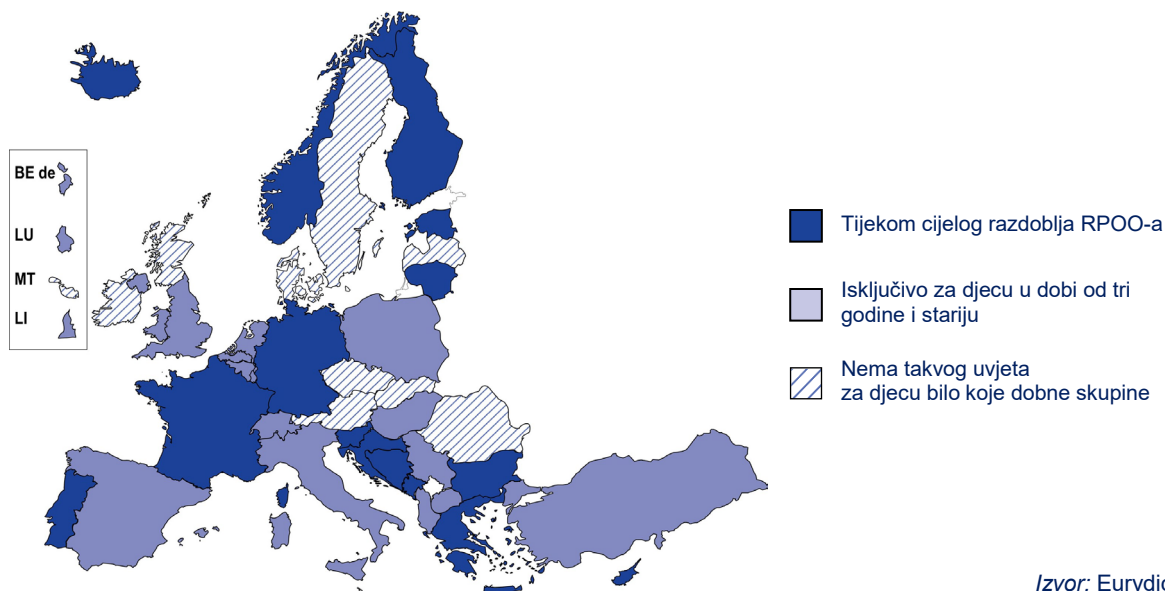 BE de
LU
MT
LI
Tijekom cijelog razdoblja RPOO-a
Isključivo za djecu u dobi od tri
godine i stariju
Nema takvog uvjeta
za djecu bilo koje dobne skupine
Izvor: Eurydic